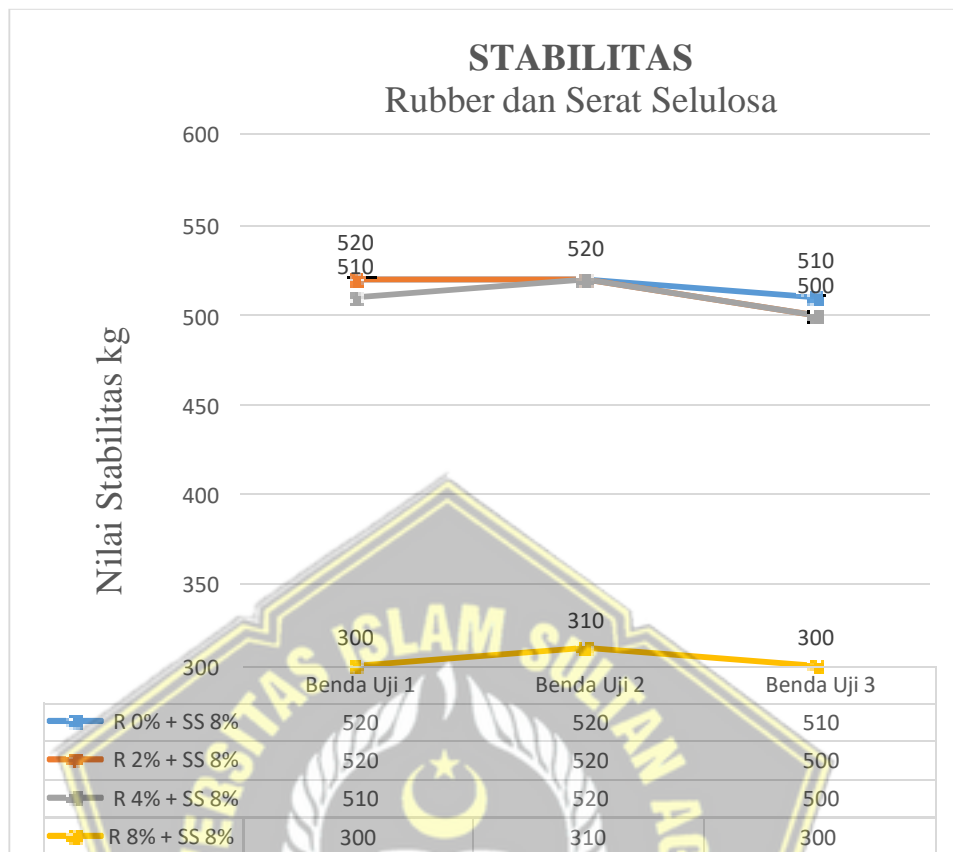 STABILITAS
Rubber dan Serat Selulosa
600
550
500
450
400
350
300
Nilai Stabilitas kg
520
510
520
510
500
300
310
300
Benda Uji 1 Benda Uji 2 Benda Uji 3
R 0% + SS 8% 520 520 510
R 2% + SS 8% 520 520 500
R 4% + SS 8% 510 520 500
R 8% + SS 8% 300 310 300
ISLAM SULTAN